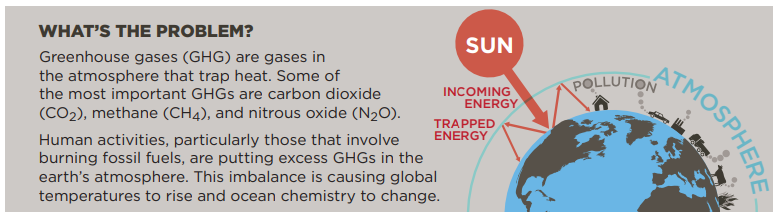 WHAT'S THE PROBLEM?
Greenhouse gases (GHG) are gases in
the atmosphere that trap heat. Some of
the most important GHGs are carbon dioxide
(CO₂), methane (CH₄), and nitrous oxide (N₂O).
Human activities, particularly those that involve
burning fossil fuels, are putting excess GHGs in the
earth's atmosphere. This imbalance is causing global
temperatures to rise and ocean chemistry to change.
SUN
INCOMING
ENERGY
TRAPPED
ENERGY
POLLUTION
ATMOSPHERE